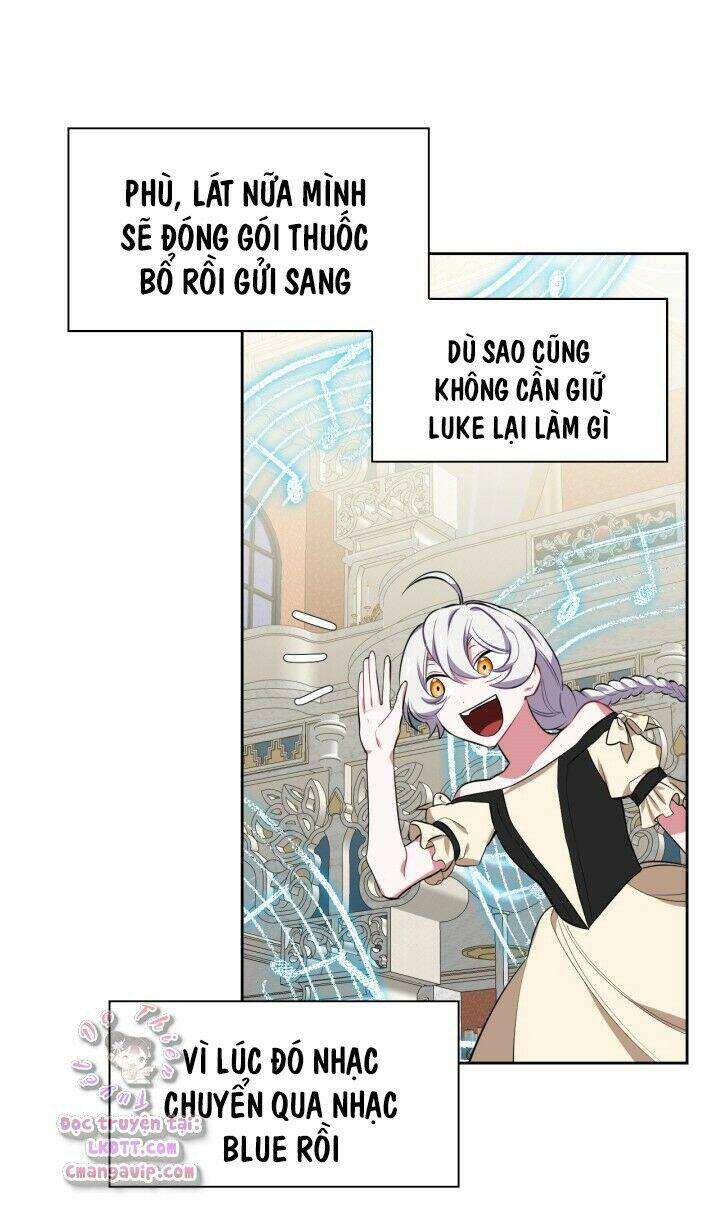 PHÙ, LÁT NỮA MÌNH
SẼ ĐÓNG GÓI THUỐC
BỔ RỒI GỬI SANG
DÙ SAO CŨNG
KHÔNG CẦN GIỮ
LUKE LẠI LÀM GÌ
VÌ LÚC ĐÓ NHẠC
CHUYỂN QUA NHẠC
BLUE RỒI
Đọc truyện tại:
LKDTT.com
Cmangavip.com